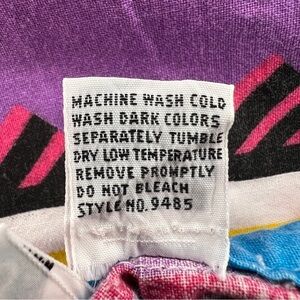 MACHINE WASH COLD
WASH DARK COLORS
SEPARATELY TUMBLE
DRY LOW TEMPERATURE
REMOVE PROMPTLY
DO NOT BLEACH
STYLE NO.9485